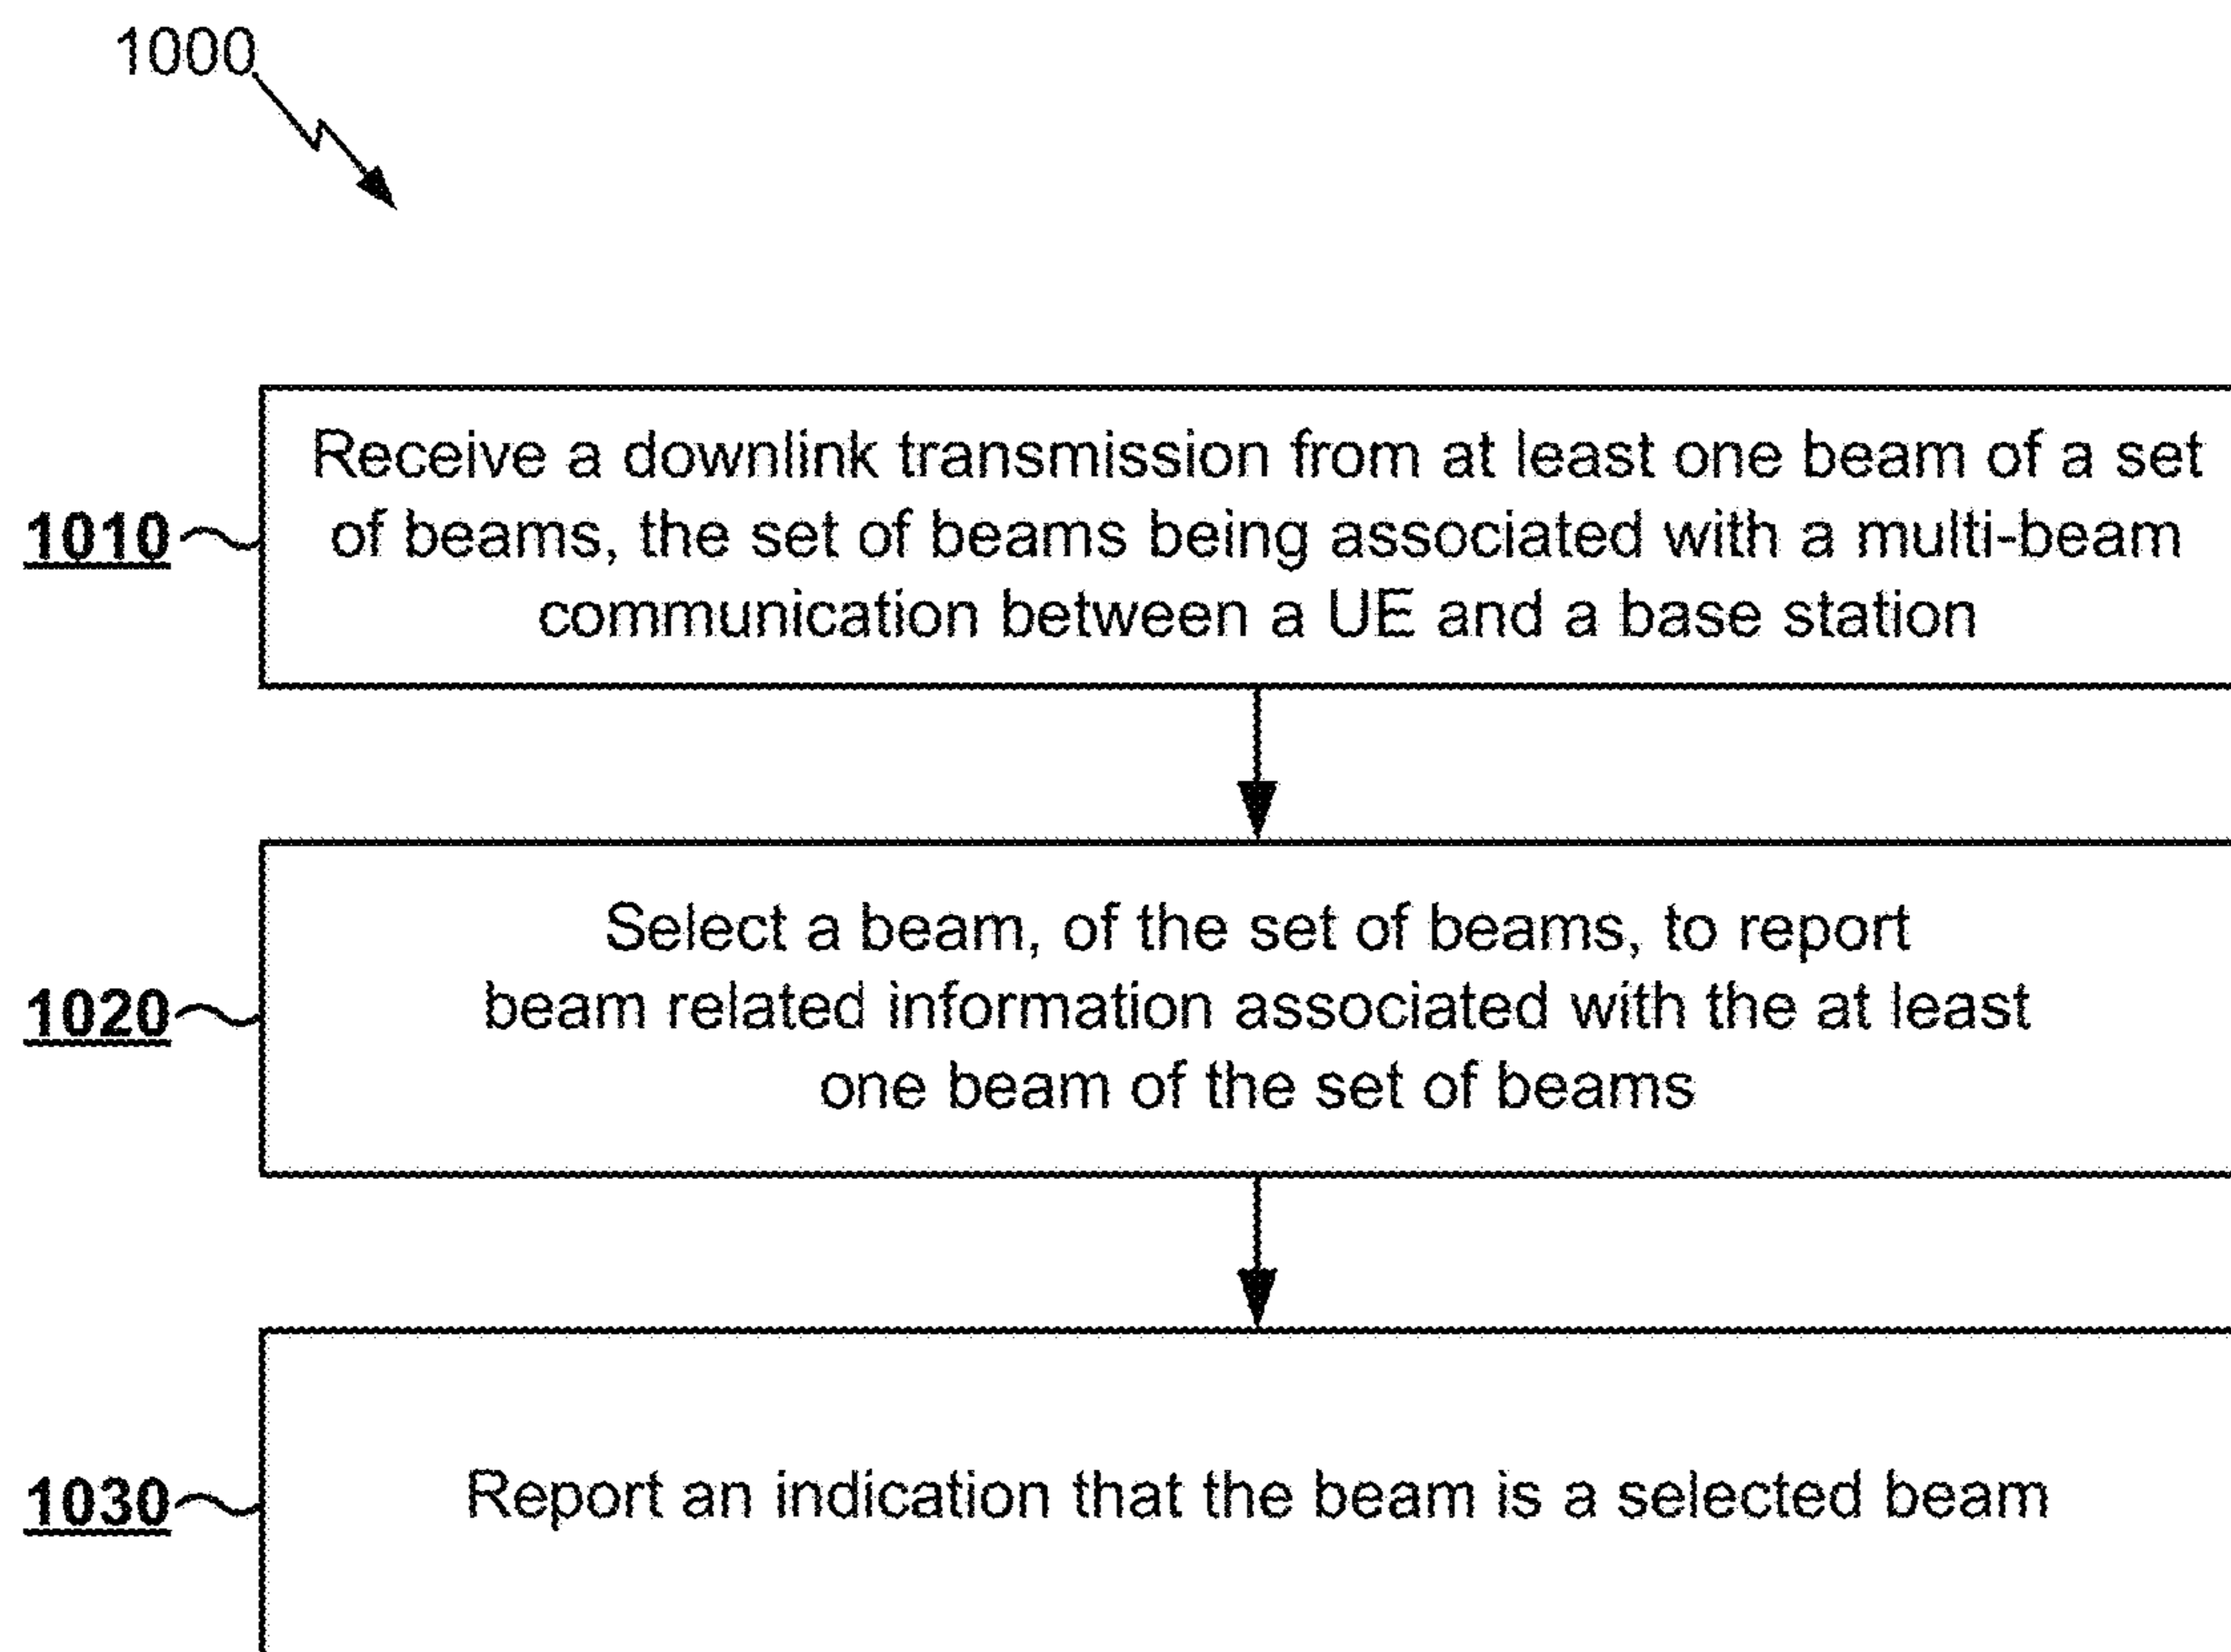 1000
Receive a downlink transmission from at least one beam of a set
1010 of beams, the set of beams being associated with a multi-beam
communication between a UE and a base station
Select a beam, of the set of beams, to report
1020 beam related information associated with the at least
one beam of the set of beams
1030 Report an indication that the beam is a selected beam